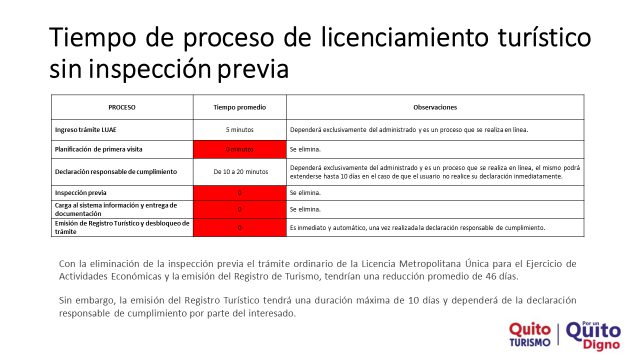 Tiempo de proceso de licenciamiento turístico
sin inspección previa
PROCESO Tiempo promedio Observaciones
Ingreso trámite LUAE 5 minutos Dependerá exclusivamente del administrado y es un proceso que se realiza en línea.
Planificación de primera visita 0 minutos Se elimina.
Declaración responsable de cumplimiento De 10 a 20 minutos Dependerá exclusivamente del administrado y es un proceso que se realiza en línea, el mismo podrá
extenderse hasta 10 días en el caso de que el usuario no realice su declaración inmediatamente.
Inspección previa 0 Se elimina.
Carga al sistema información y entrega de
documentación 0 Se elimina.
Emisión de Registro Turístico y desbloqueo de
trámite 0 Es inmediato y automático, una vez realizada la declaración responsable de cumplimiento.
Con la eliminación de la inspección previa el trámite ordinario de la Licencia Metropolitana Única para el Ejercicio de
Actividades Económicas y la emisión del Registro de Turismo, tendrían una reducción promedio de 46 días.
Sin embargo, la emisión del Registro Turístico tendrá una duración máxima de 10 días y dependerá de la declaración
responsable de cumplimiento por parte del interesado.
Quito
TURISMO
Por un
Quito
Digno